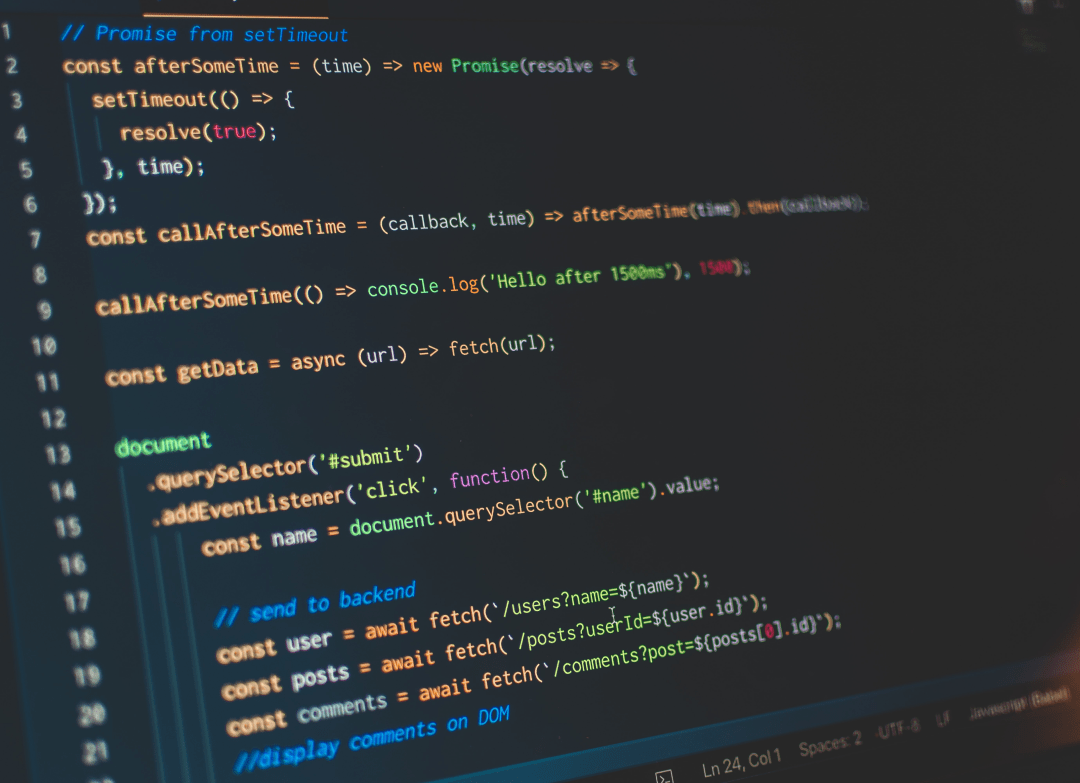 1 // Promise from setTimeout
2 const afterSomeTime = (time) => new Promise(resolve => {
3 setTimeout(() => {
4 resolve(true);
5 }, time);
6 });
7 const callAfterSomeTime = (callback, time) => afterSomeTime(time).then(callback);
8
9 callAfterSomeTime(() => console.log('Hello after 1500ms'), 1500);
10
11 const getData = async (url) => fetch(url);
12
13 document
14 .querySelector('#submit')
15 .addEventListener('click', function() {
16 const name = document.querySelector('#name').value;
17
18 // send to backend
19 const user = await fetch(`/users?name=${name}`);
20 const posts = await fetch(`/posts?userId=${user.id}`);
21 const comments = await fetch(`/comments?post=${posts[0].id}`);
//display comments on DOM
Ln 24, Col 1 Spaces: 2 UTF-8 LF Javascript (Babel)